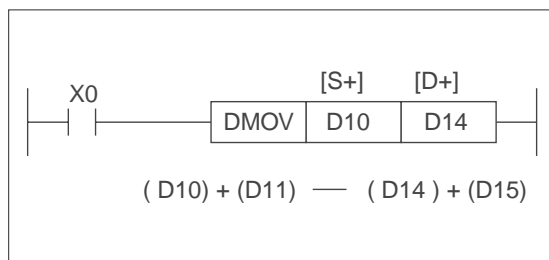 [S+] [D+]
X0
DMOV D10 D14
( D10) + (D11) — ( D14 ) + (D15)